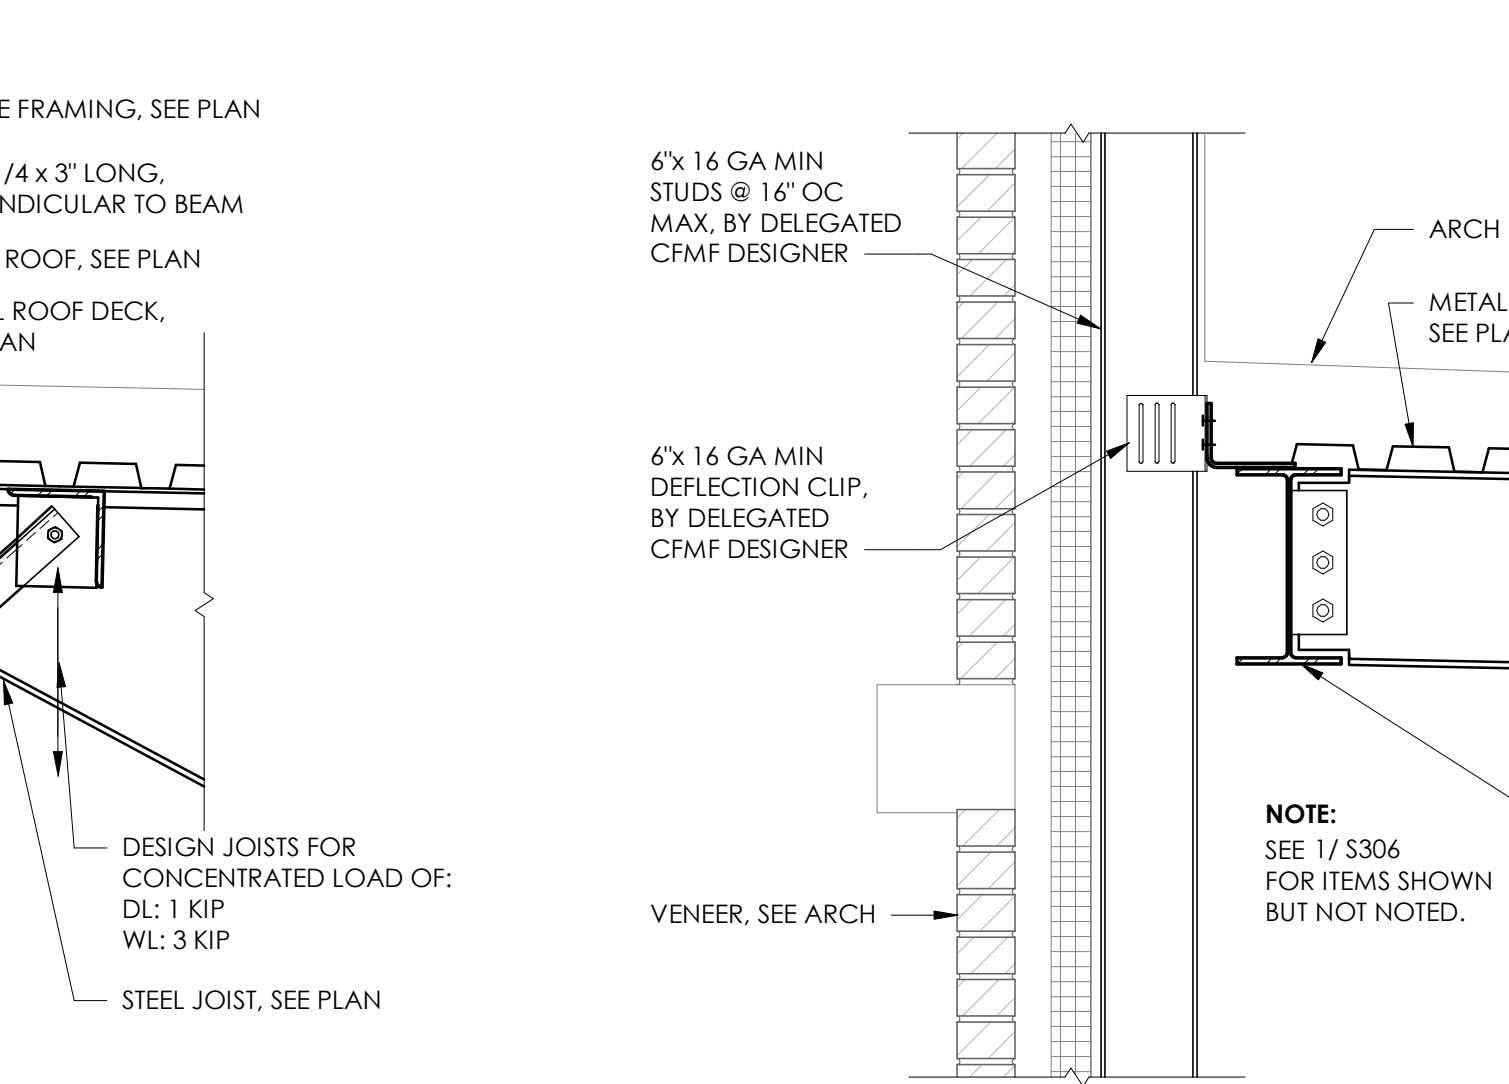 E FRAMING, SEE PLAN
/4 x 3" LONG,
NDICULAR TO BEAM
ROOF, SEE PLAN
L ROOF DECK,
AN
DESIGN JOISTS FOR
CONCENTRATED LOAD OF:
DL: 1 KIP
WL: 3 KIP
STEEL JOIST, SEE PLAN
6"x 16 GA MIN
STUDS @ 16" OC
MAX, BY DELEGATED
CFMF DESIGNER
6"x 16 GA MIN
DEFLECTION CLIP,
BY DELEGATED
CFMF DESIGNER
VENEER, SEE ARCH
ARCH
METAL
SEE PLA
NOTE:
SEE 1/ S306
FOR ITEMS SHOWN
BUT NOT NOTED.